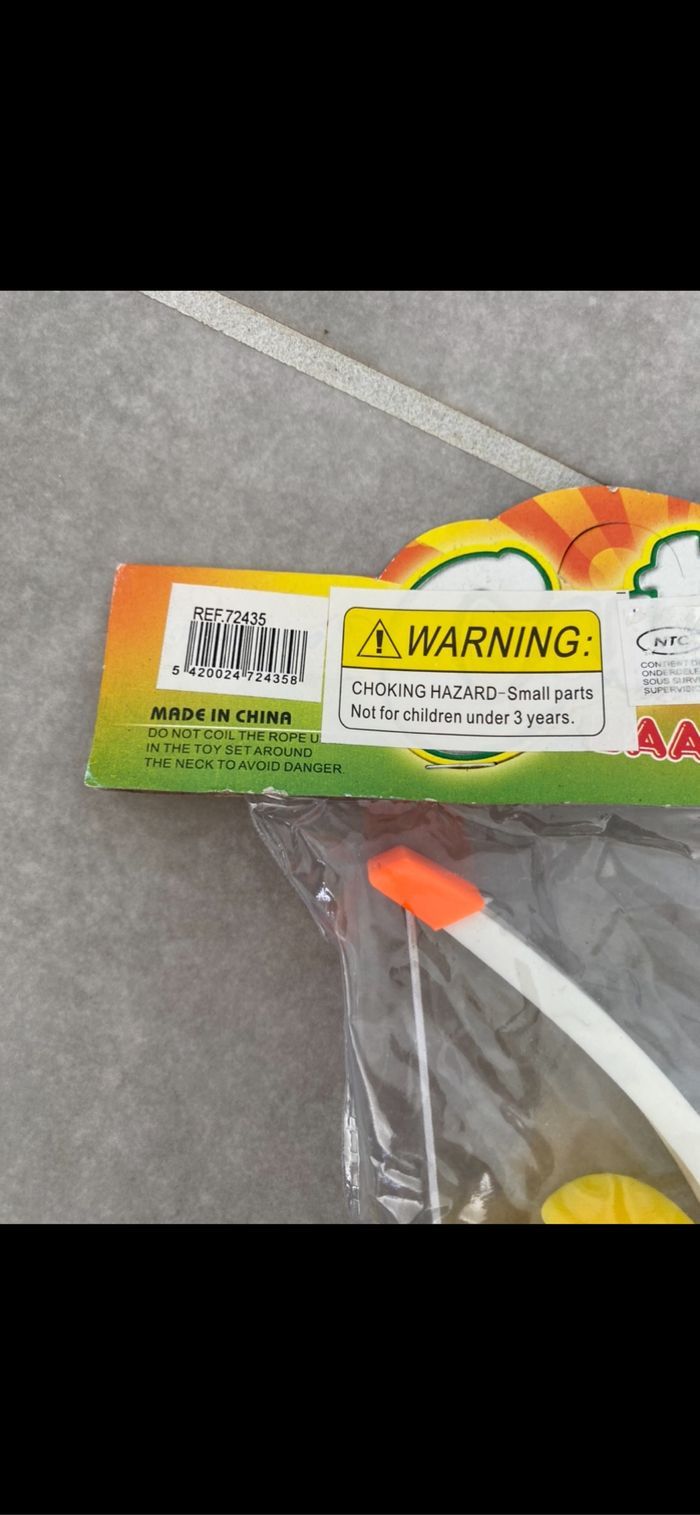 REF.72435
5 420024 724358
MADE IN CHINA
DO NOT COIL THE ROPE
IN THE TOY SET AROUND
THE NECK TO AVOID DANGER.
WARNING:
CHOKING HAZARD-Small parts
Not for children under 3 years.
NTC
SOUS